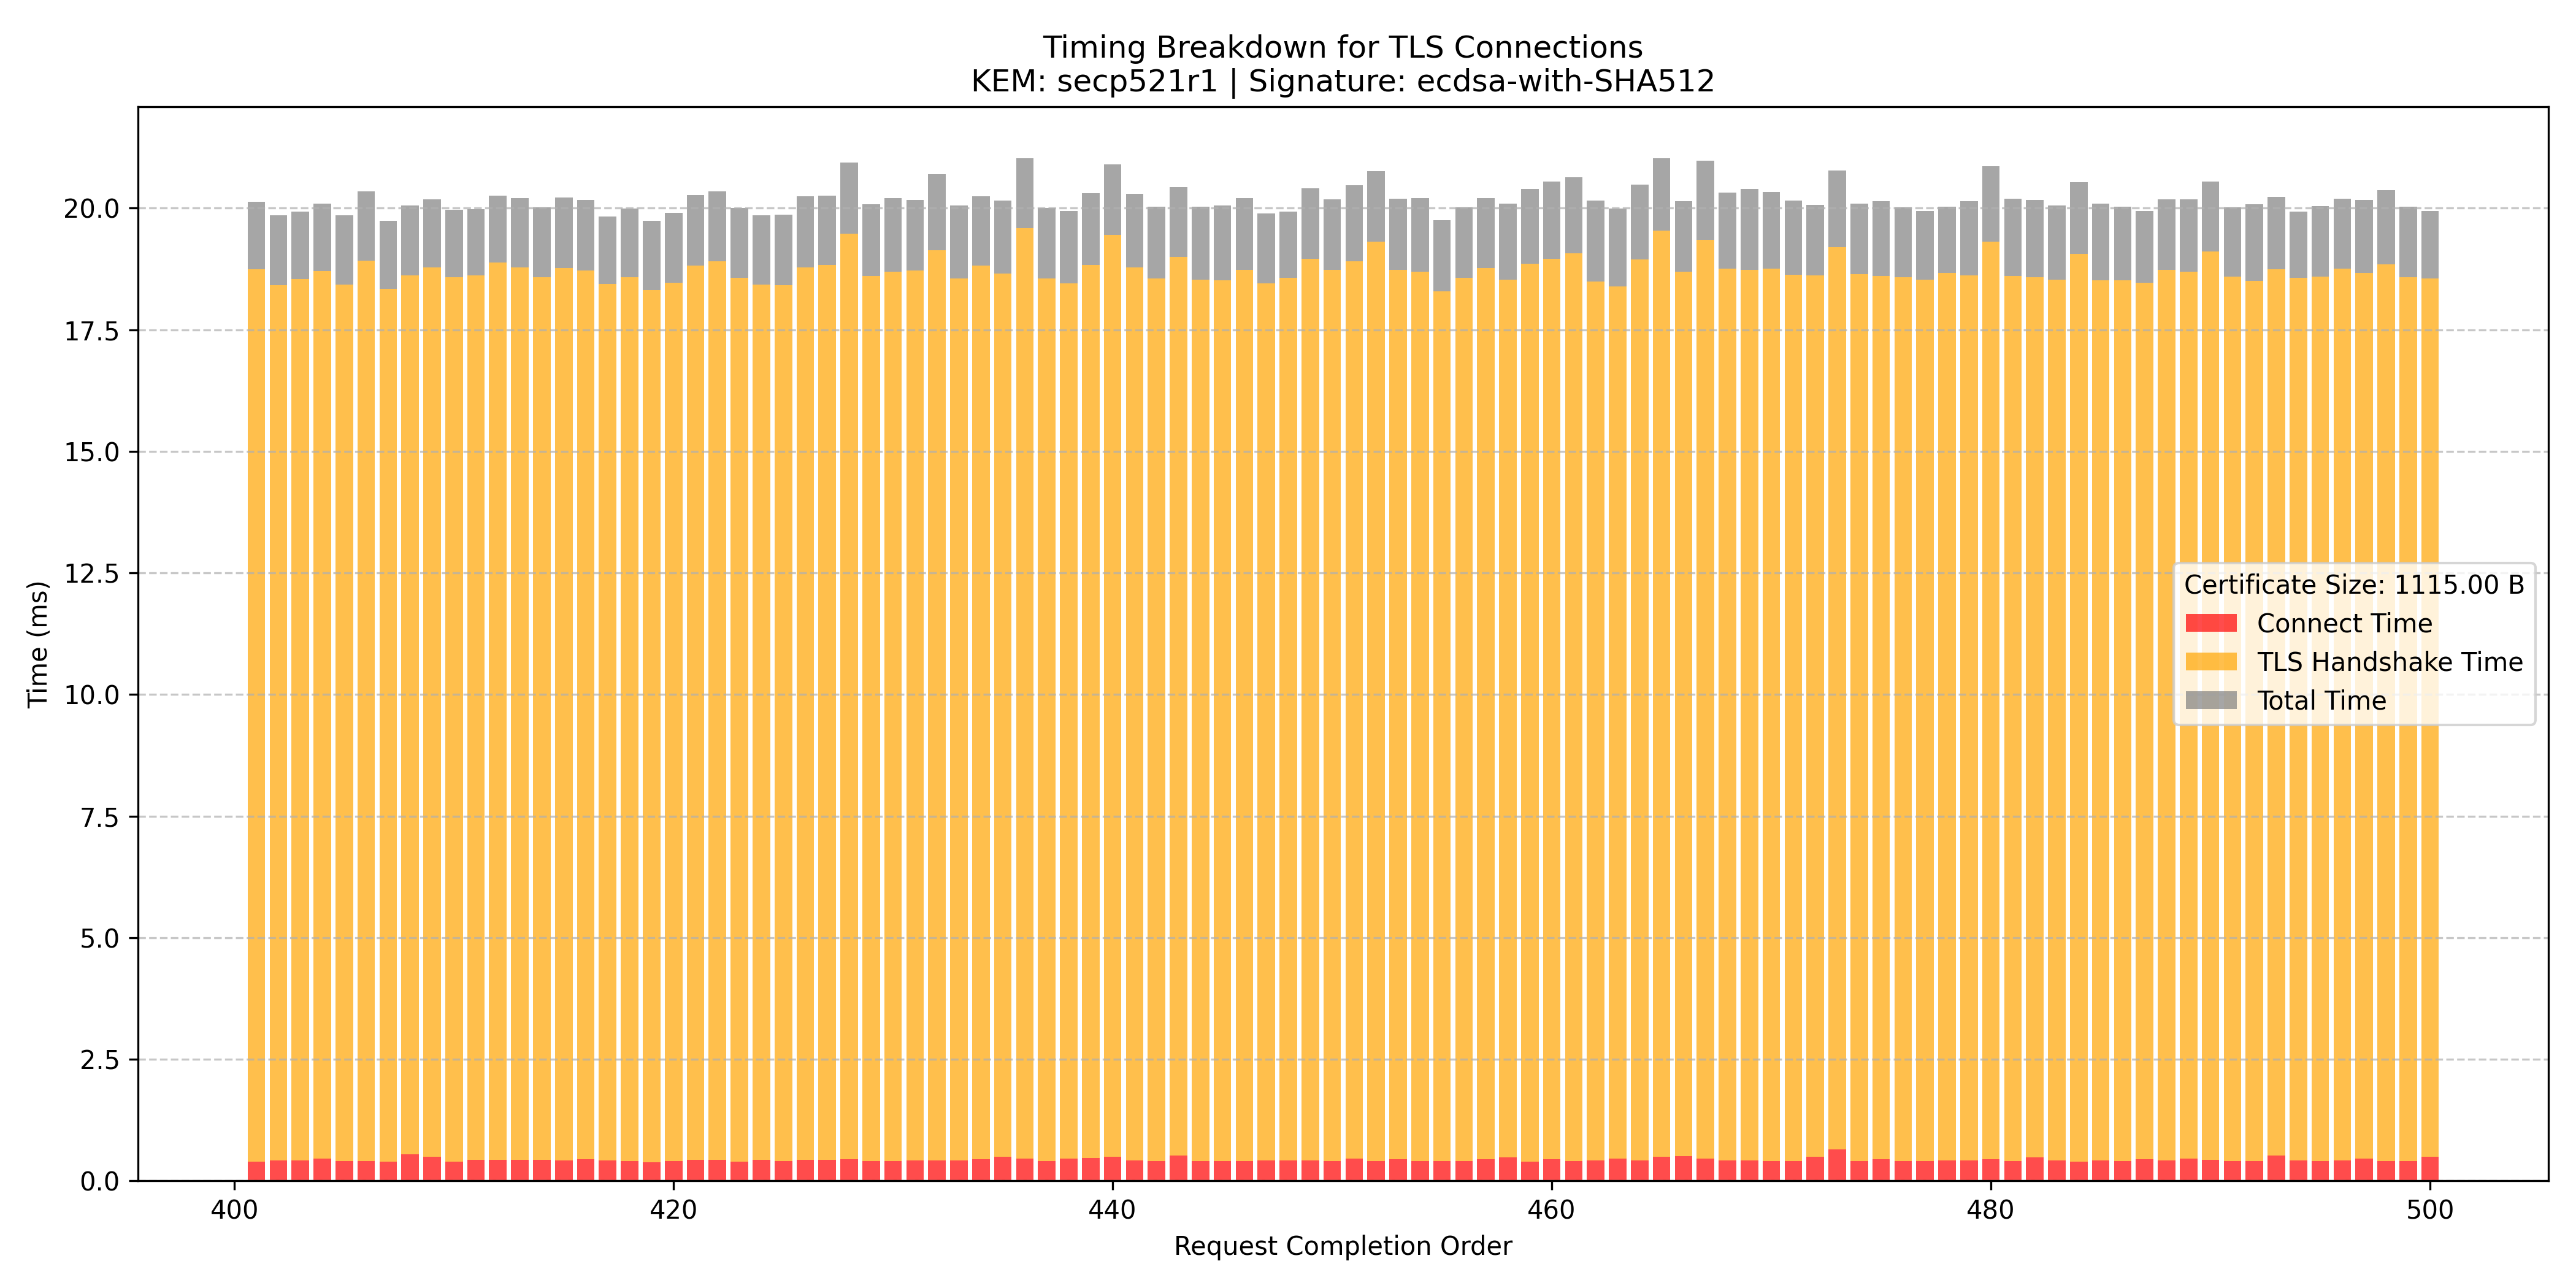 Timing Breakdown for TLS Connections
KEM: secp521r1 | Signature: ecdsa-with-SHA512
Time (ms)
20.0
17.5
15.0
12.5
10.0
7.5
5.0
2.5
0.0
Certificate Size: 1115.00 B
Connect Time
TLS Handshake Time
Total Time
400 420 440 460 480 500
Request Completion Order